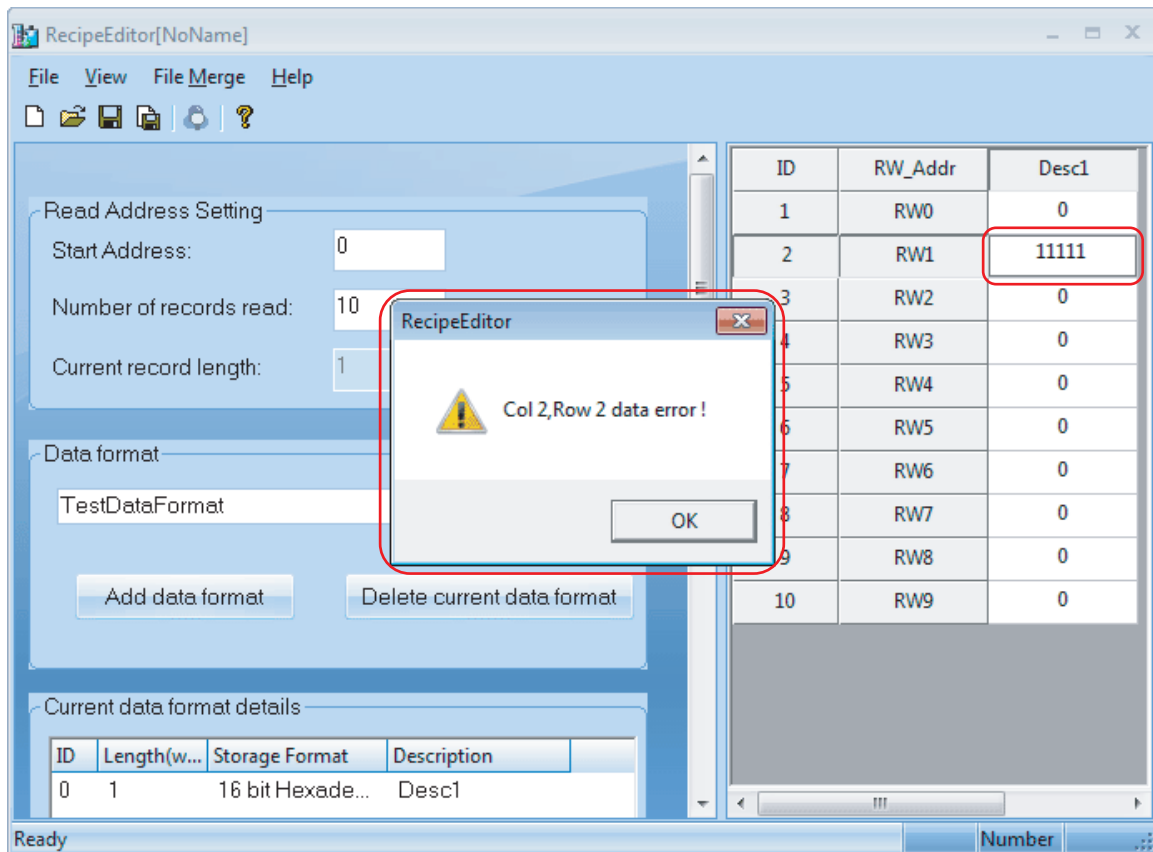 RecipeEditor[NoName]
File View File Merge Help
Read Address Setting
Start Address: 0
Number of records read: 10
Current record length: 1
Data format
TestDataFormat
Add data format Delete current data format
Current data format details
ID Length(w... Storage Format Description
0 1 16 bit Hexade... Desc1
RecipeEditor
Col 2,Row 2 data error !
OK
ID RW_Addr Desc1
1 RW0 0
2 RW1 11111
3 RW2 0
4 RW3 0
5 RW4 0
6 RW5 0
7 RW6 0
8 RW7 0
9 RW8 0
10 RW9 0
Ready Number